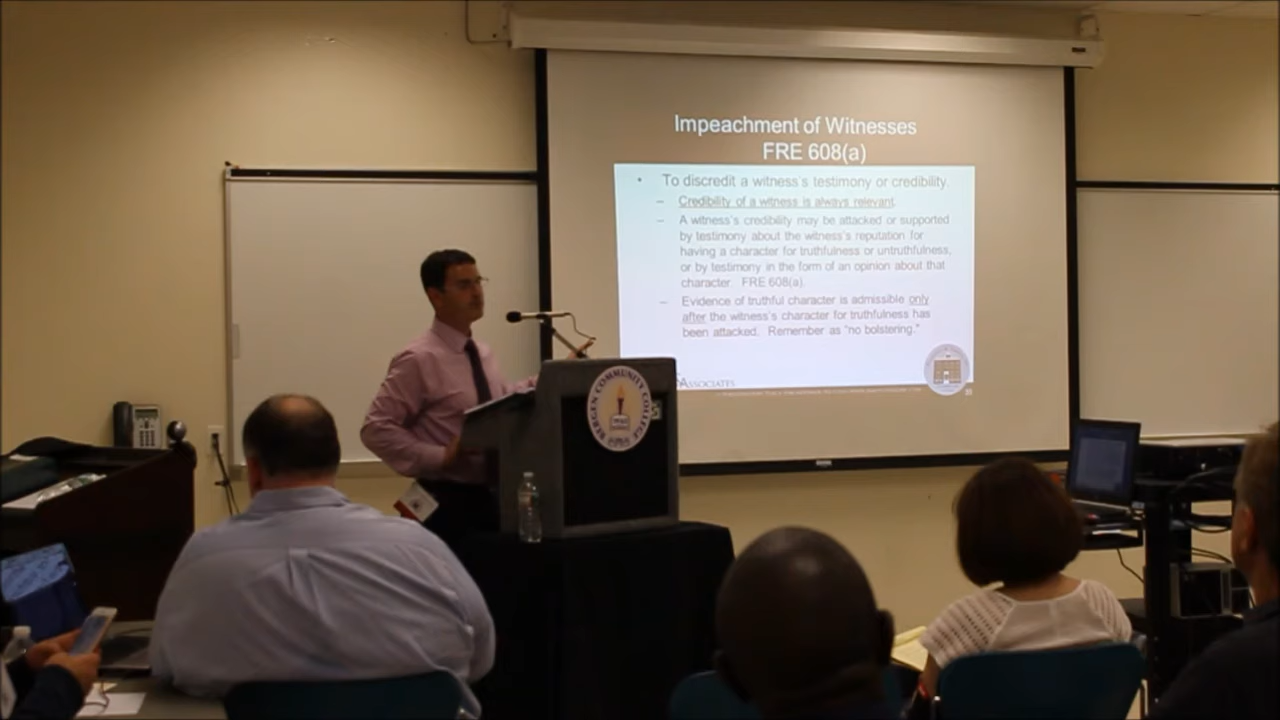 Impeachment of Witnesses
FRE 608(a)
• To discredit a witness's testimony or credibility.
– Credibility of a witness is always relevant.
– A witness's credibility may be attacked or supported
by testimony about the witness's reputation for
having a character for truthfulness or untruthfulness,
or by testimony in the form of an opinion about that
character. FRE 608(a).
– Evidence of truthful character is admissible only
after the witness's character for truthfulness has
been attacked. Remember as "no bolstering."
ASSOCIATES
BERGEN COMMUNITY COLLEGE